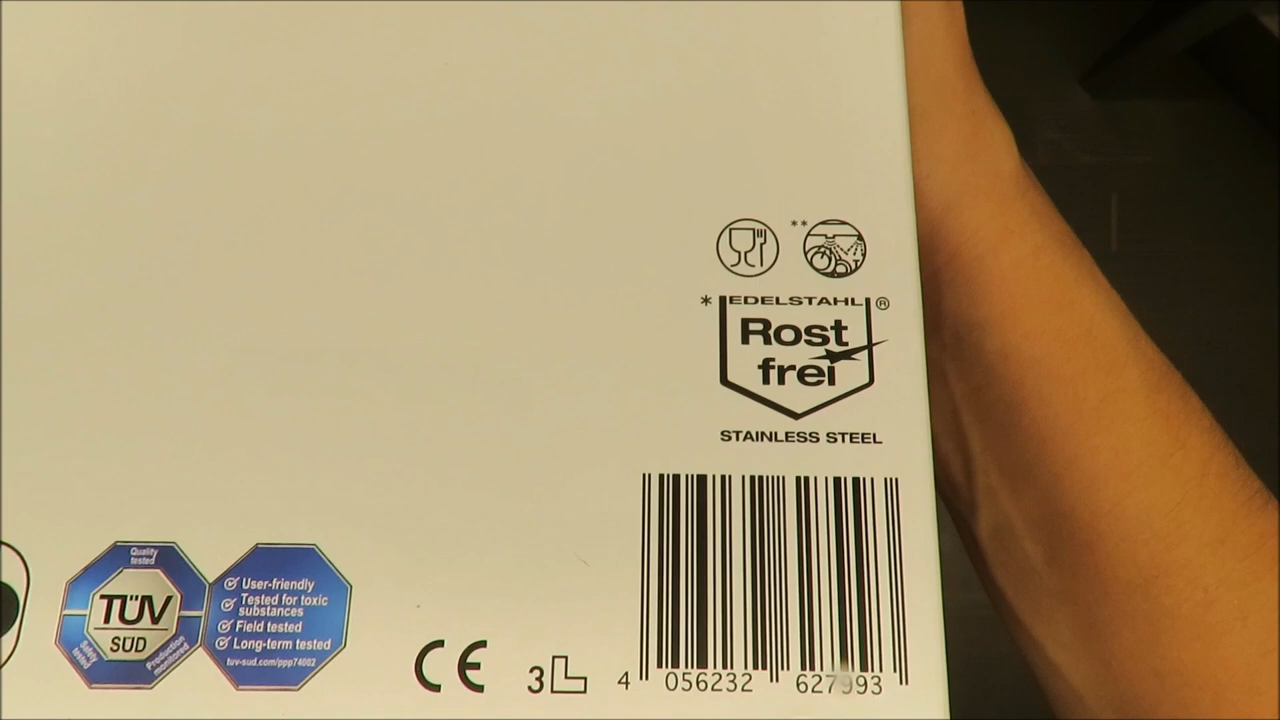 **
* EDELSTAHL ®
Rost
frei
STAINLESS STEEL
Quality
tested
TÜV
SÜD
Safety
tested
Production
monitored
User-friendly
Tested for toxic
substances
Field tested
Long-term tested
tuv-sud.com/ppp74002
CE
3L
4 056232 627993